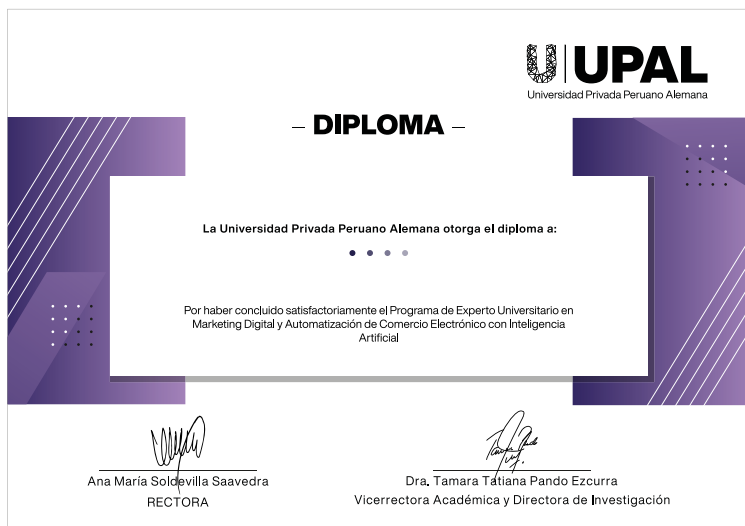 UPAL
Universidad Privada Peruano Alemana
– DIPLOMA –
La Universidad Privada Peruano Alemana otorga el diploma a:
Por haber concluido satisfactoriamente el Programa de Experto Universitario en
Marketing Digital y Automatización de Comercio Electrónico con Inteligencia
Artificial
Ana María Soldevilla Saavedra
RECTORA
Dra. Tamara Tatiana Pando Ezcurra
Vicerrectora Académica y Directora de Investigación